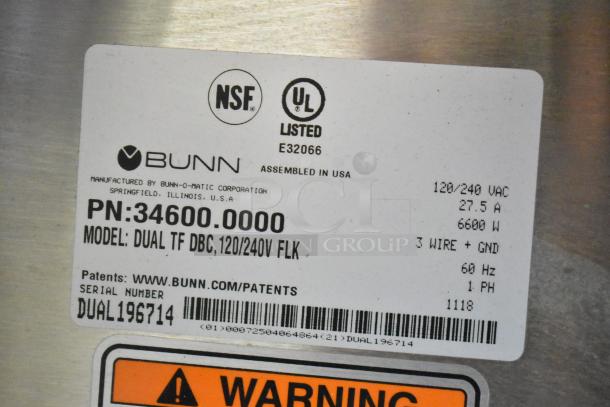 NSF®
UL
LISTED
E32066
BUNN
ASSEMBLED IN USA
MANUFACTURED BY BUNN-O-MATIC CORPORATION
SPRINGFIELD, ILLINOIS, U.S.A
PN:34600.0000
MODEL: DUAL TF DBC,120/240V FLK
120/240 VAC
27.5 A
6600 W
3 WIRE + GND
60 Hz
1 PH
1118
Patents: WWW.BUNN.COM/PATENTS
SERIAL NUMBER
DUAL196714
(01)00072504064864(21)DUAL196714
PCI
GROUP
WARNING